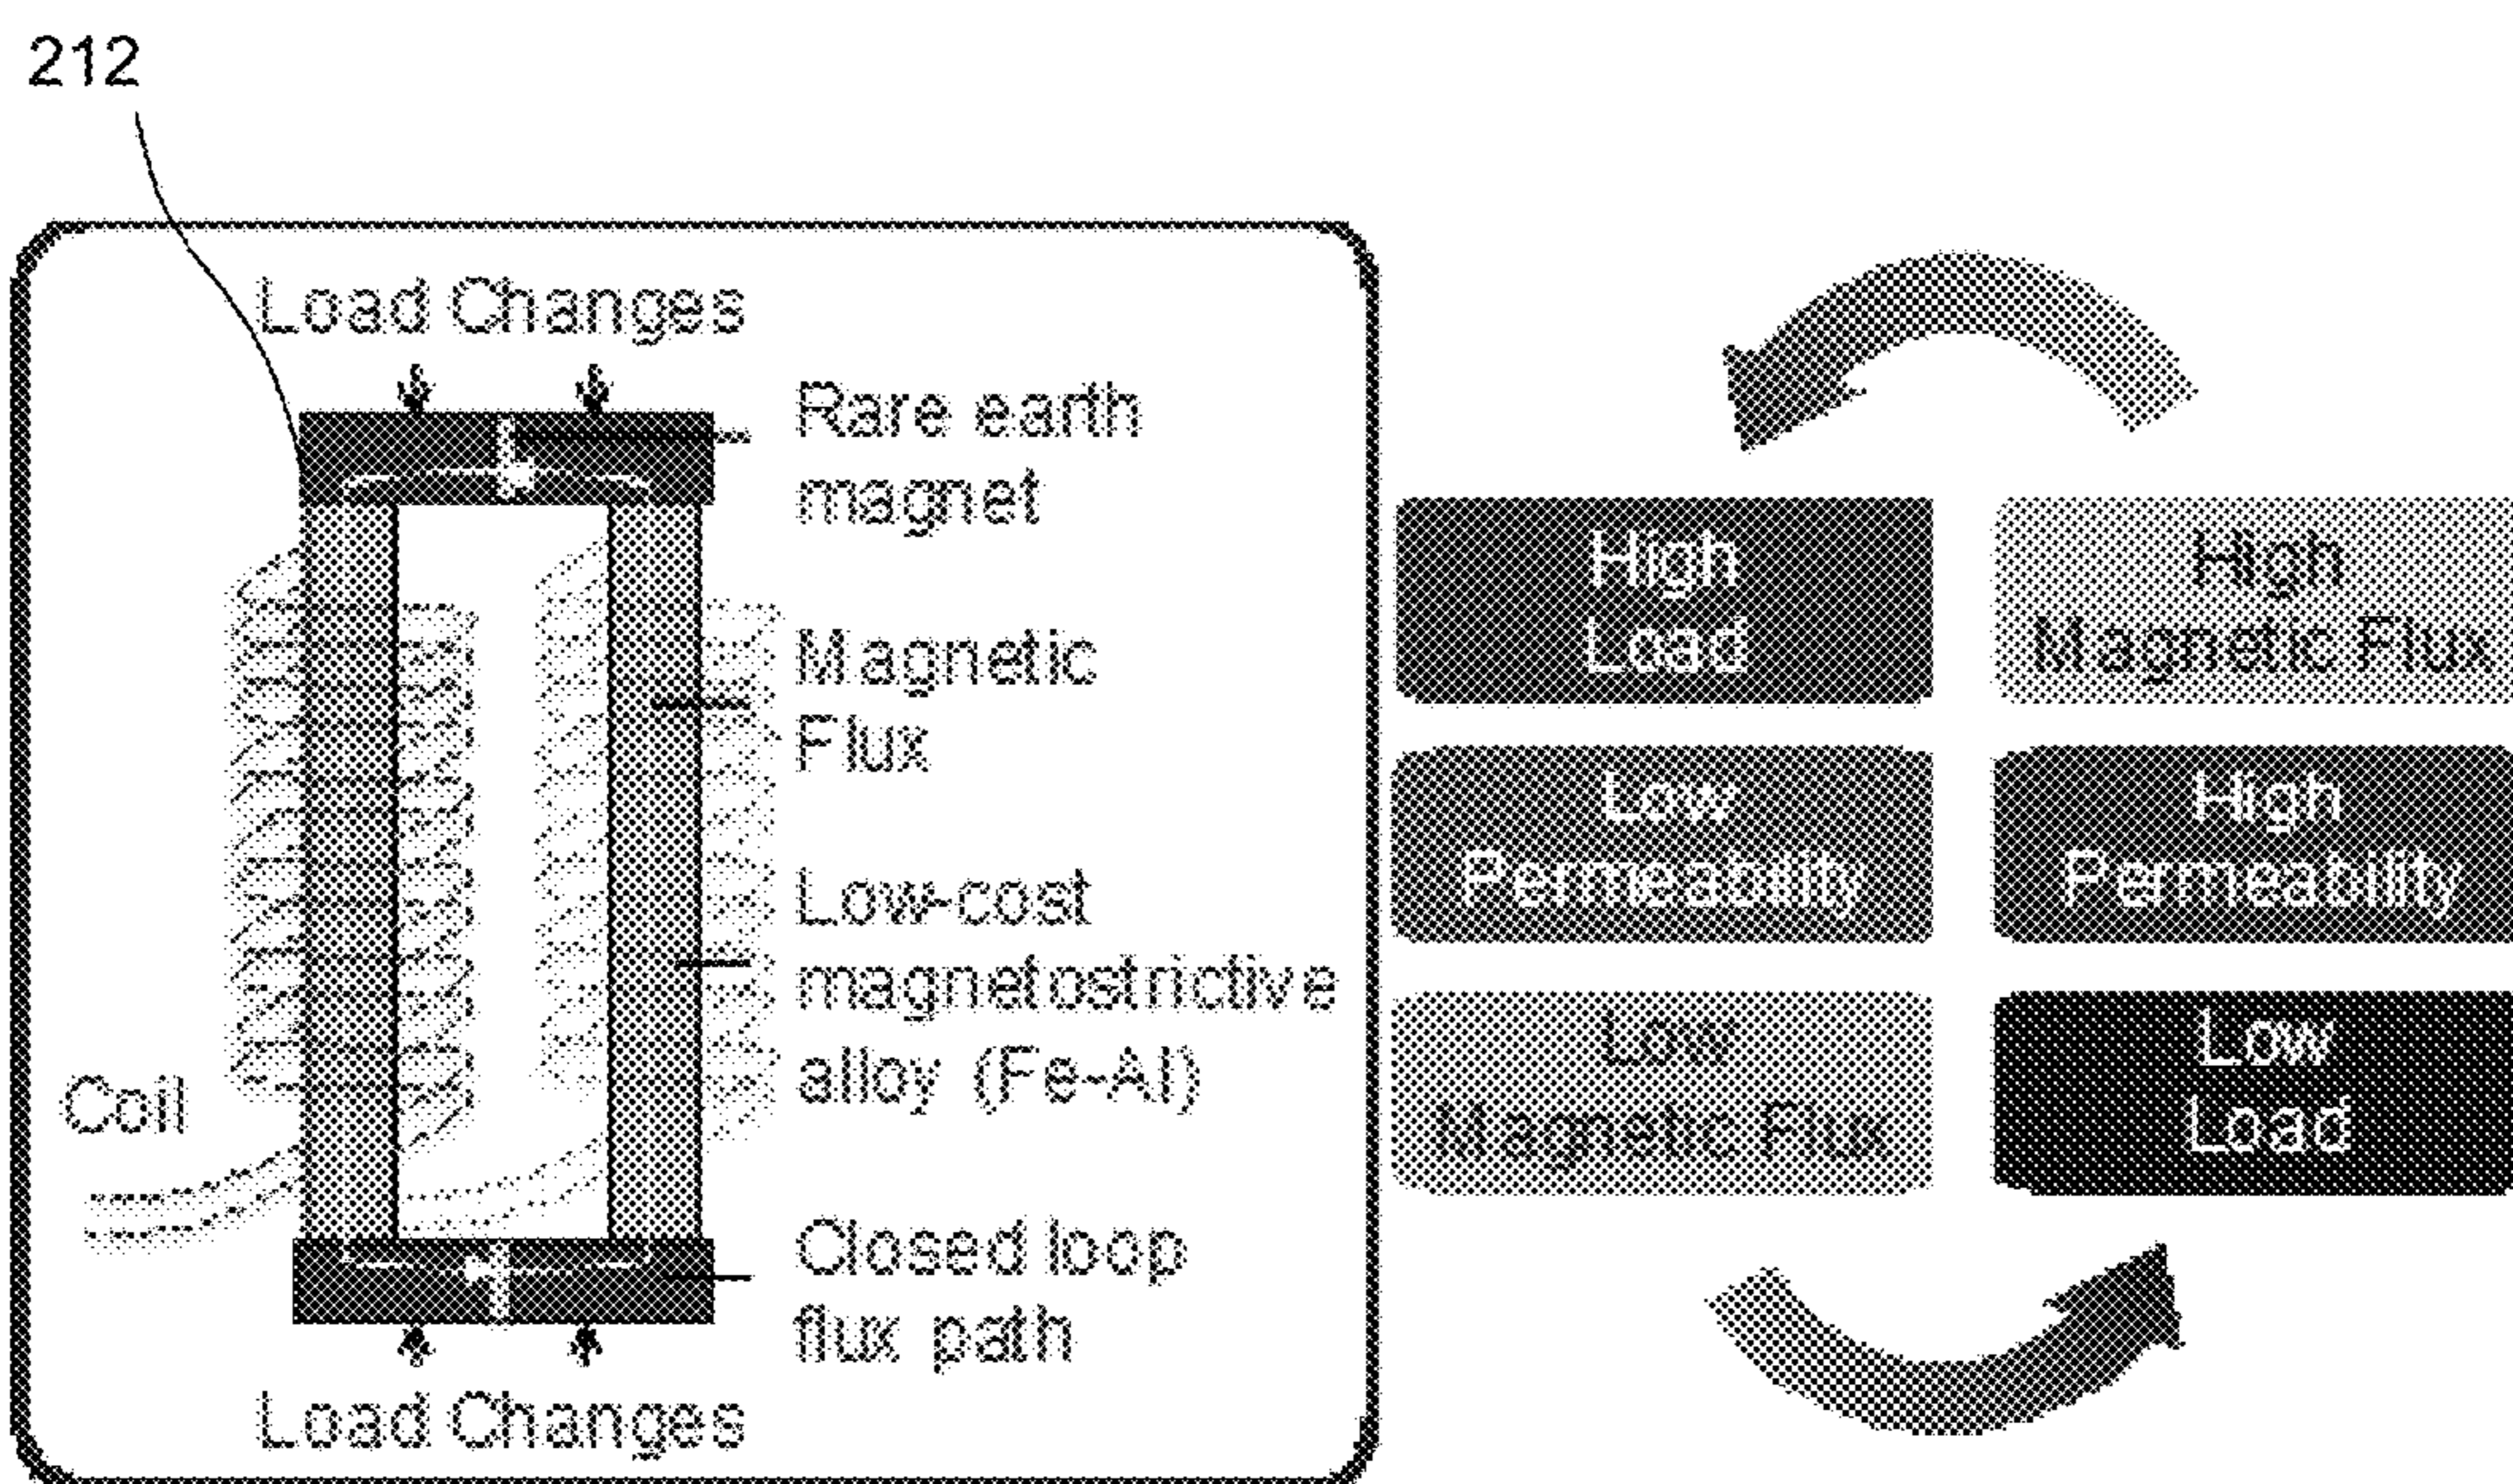 212
Load Changes
Rare earth
magnet
Magnetic
Flux
Low-cost
magnetostrictive
alloy (Fe-Al)
Coil
Closed loop
flux path
Load Changes
High
Load
High
Magnetic Flux
Low
Permeability
High
Permeability
Low
Magnetic Flux
Low
Load